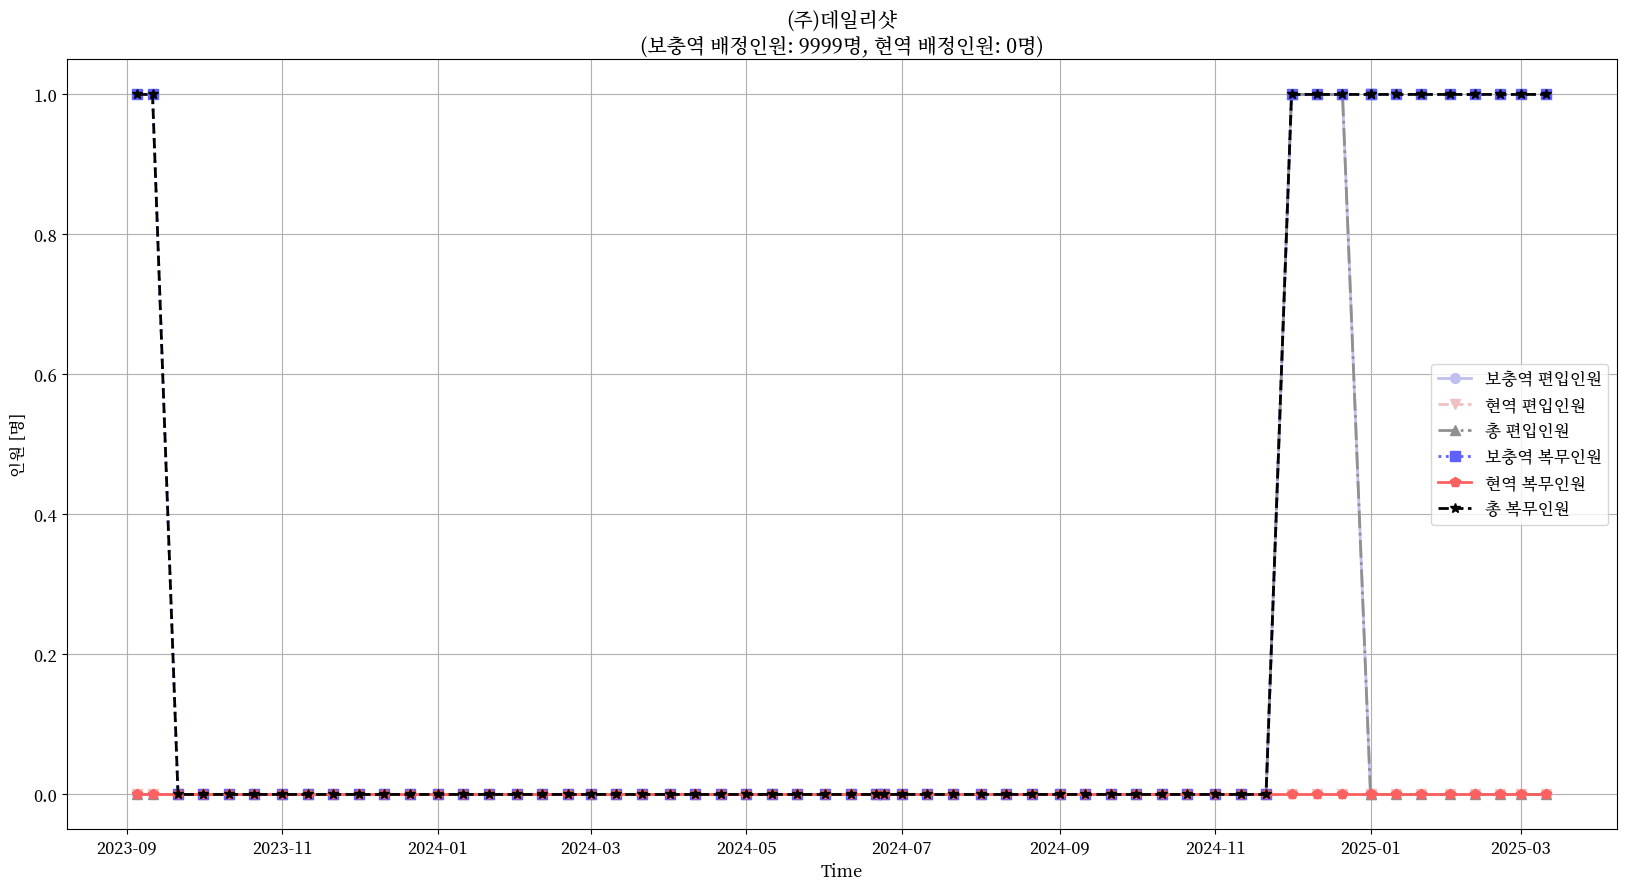 (주)데일리샷
(보충역 배정인원: 9999명, 현역 배정인원: 0명)
1.0
0.8
0.6
0.4
0.2
0.0
인원 [명]
보충역 편입인원
현역 편입인원
총 편입인원
보충역 복무인원
현역 복무인원
총 복무인원
2023-09 2023-11 2024-01 2024-03 2024-05 2024-07 2024-09 2024-11 2025-01 2025-03
Time